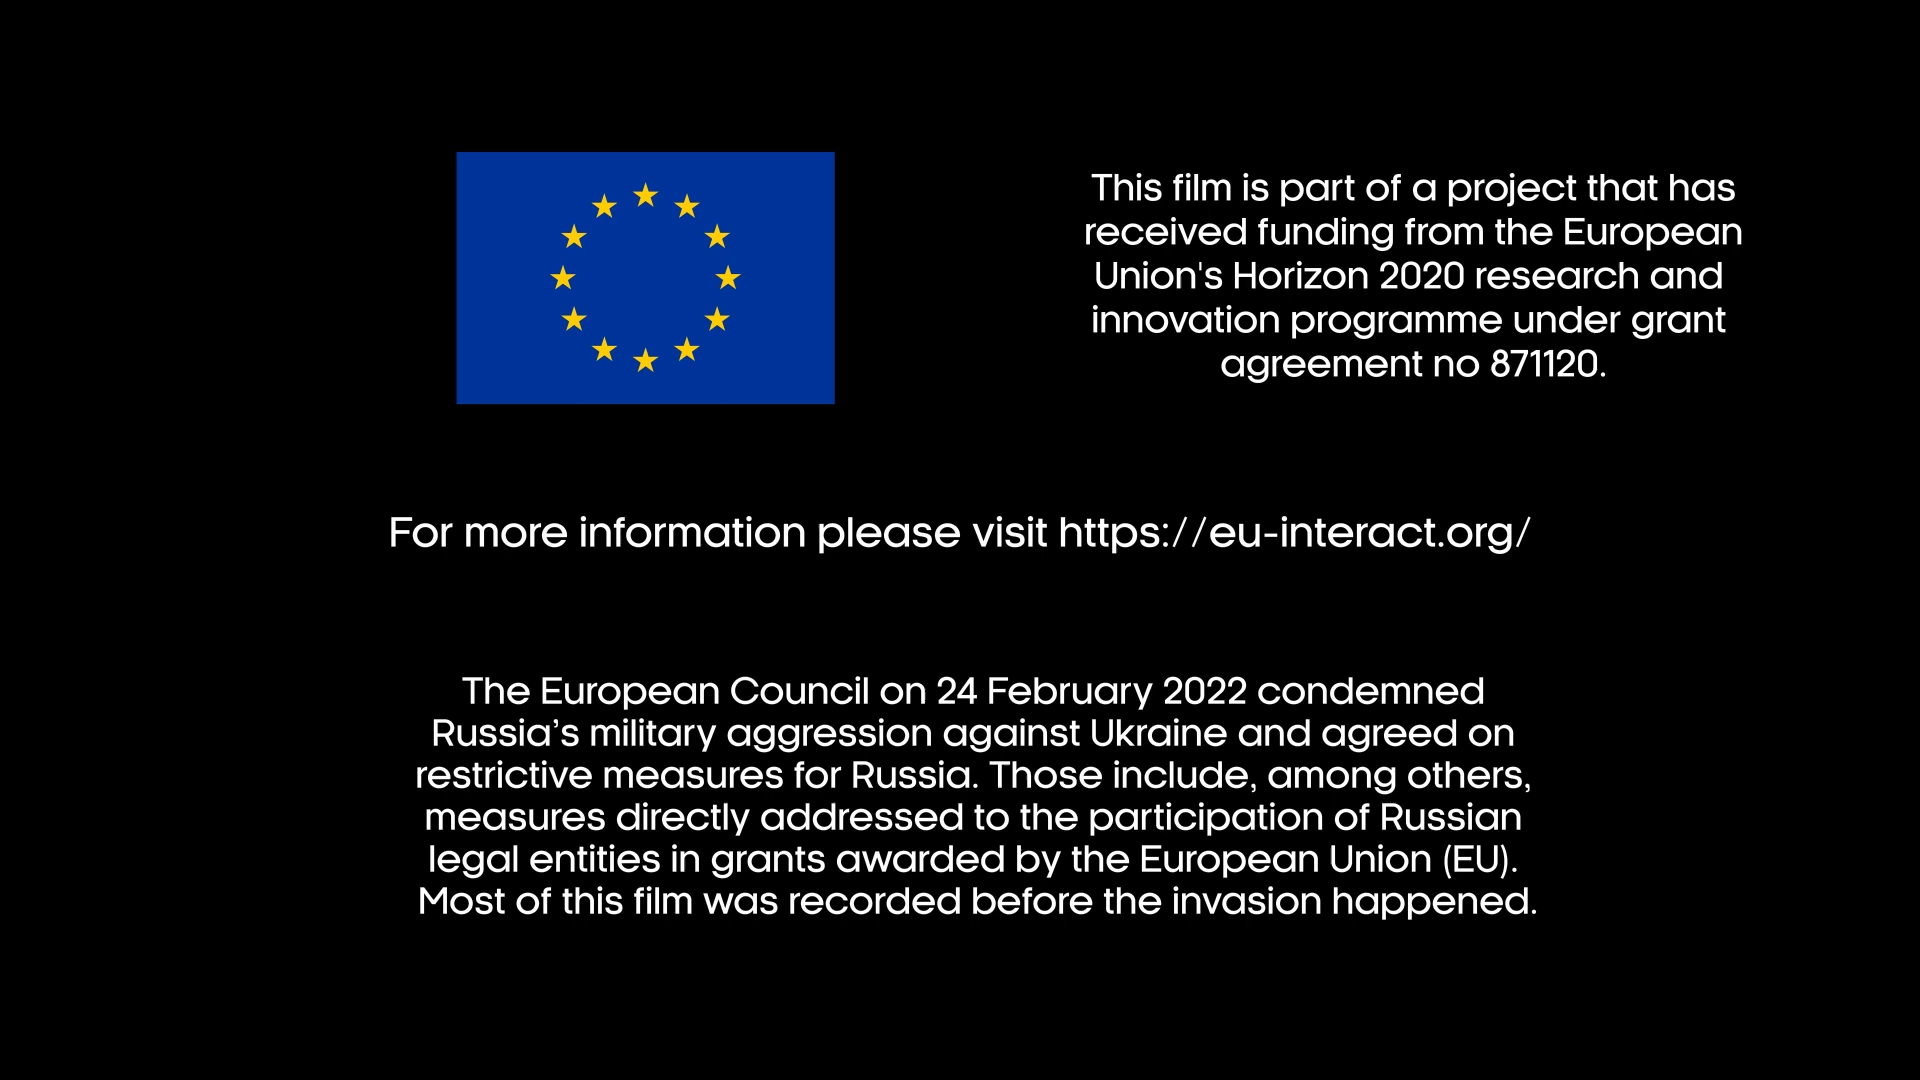 This film is part of a project that has
received funding from the European
Union's Horizon 2020 research and
innovation programme under grant
agreement no 871120.
For more information please visit https://eu-interact.org/
The European Council on 24 February 2022 condemned
Russia’s military aggression against Ukraine and agreed on
restrictive measures for Russia. Those include, among others,
measures directly addressed to the participation of Russian
legal entities in grants awarded by the European Union (EU).
Most of this film was recorded before the invasion happened.